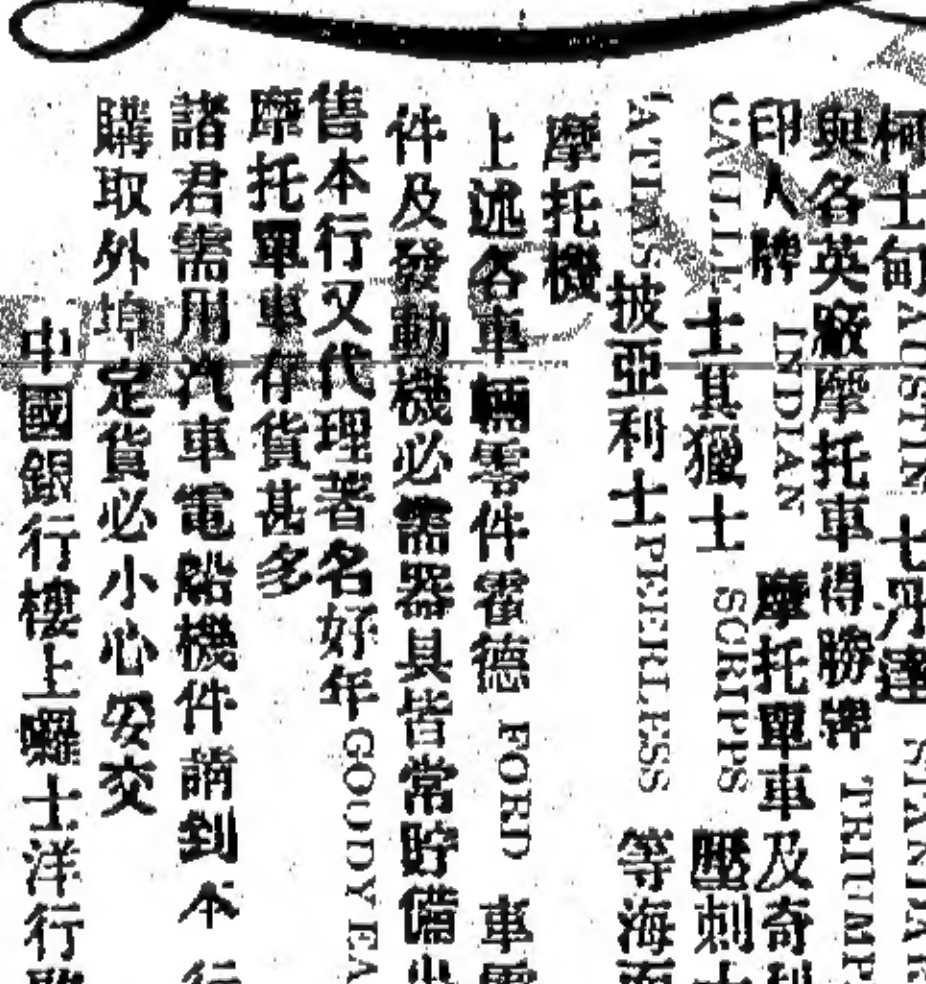 柯士甸 AUSTIN 七丹達 STANDAR
與各英廠摩托車得勝牌 TRIUMP
印人牌 INDIAN 摩托單車及奇利
CAILLE 士其獵士 SCRIPPS 壓刺士
ATLAS 披亞利士 PEERLESS 等海面
摩托機
上述各車輛零件霍德 FORD 車零
件及發動機必需器具皆常貯備出
售本行又代理著名好年 GOODYEA
摩托單車存貨甚多
諸君需用汽車電船機件請到本行
購取外埠定貨必小心妥交
中國銀行樓上囉士洋行